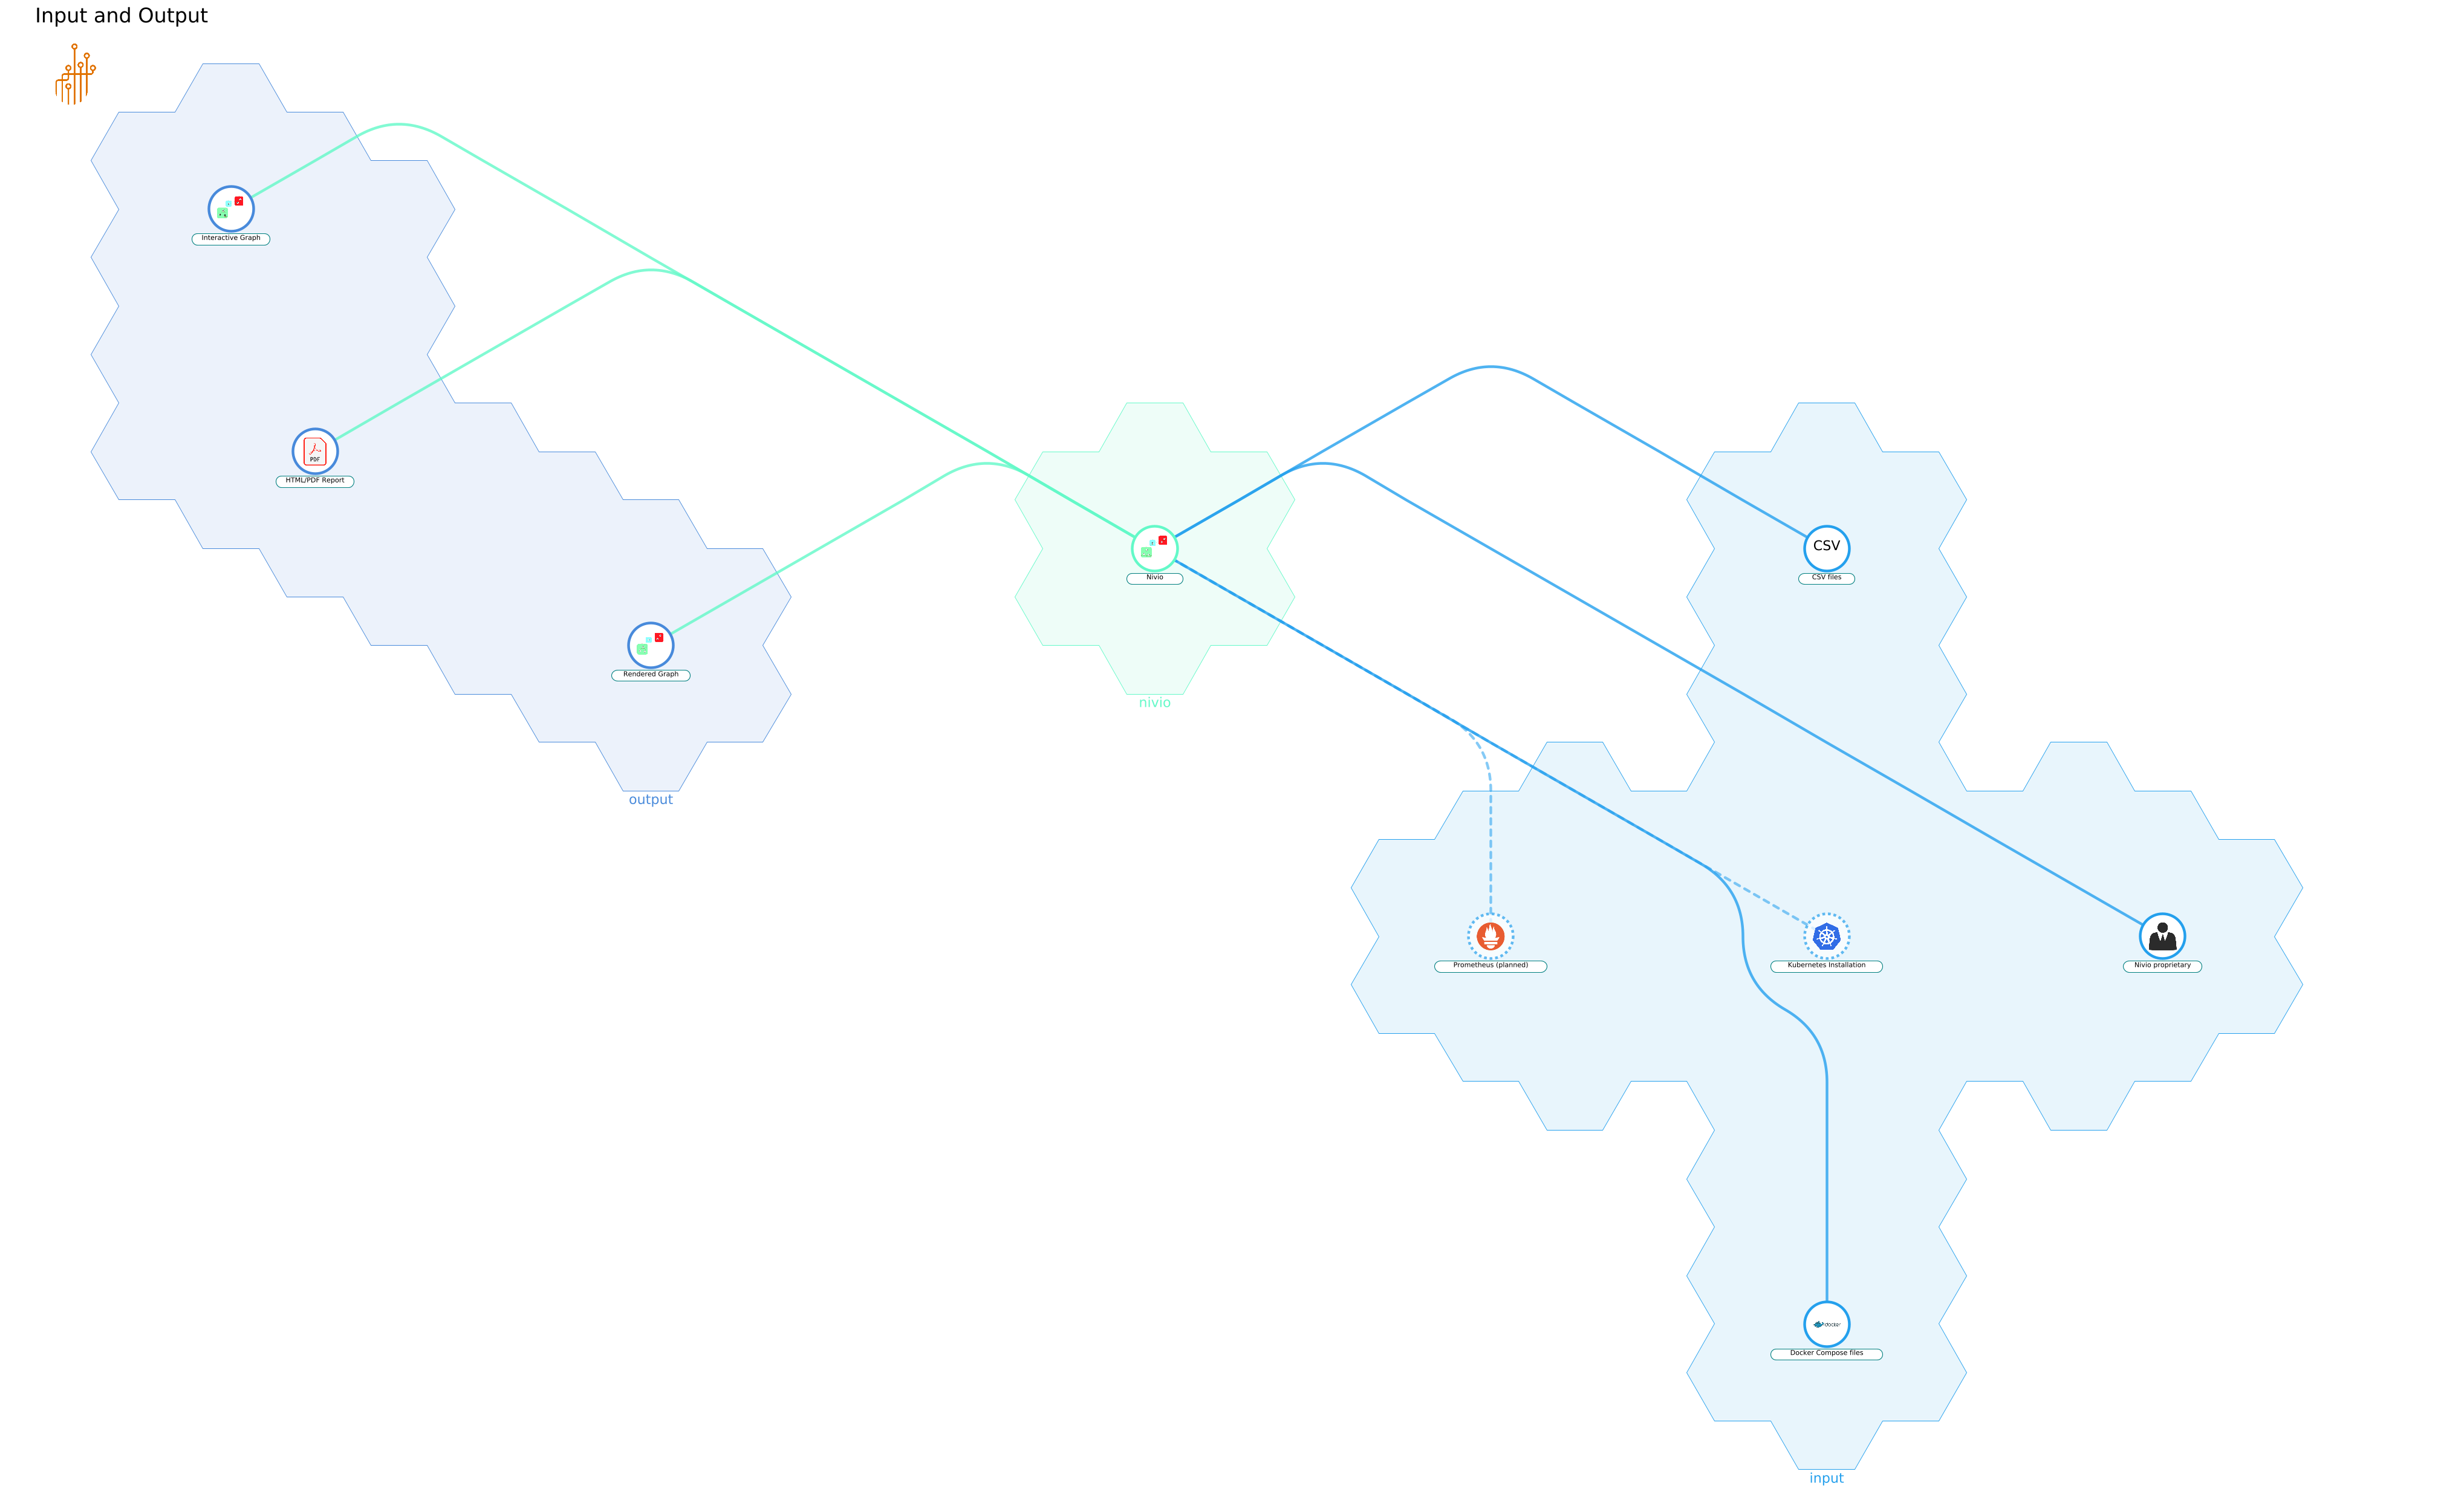 Input and Output
Interactive Graph
PDF
HTML/PDF Report
Rendered Graph
output
Nivio
nivio
CSV
CSV files
Prometheus (planned)
Kubernetes Installation
Nivio proprietary
docker
Docker Compose files
input